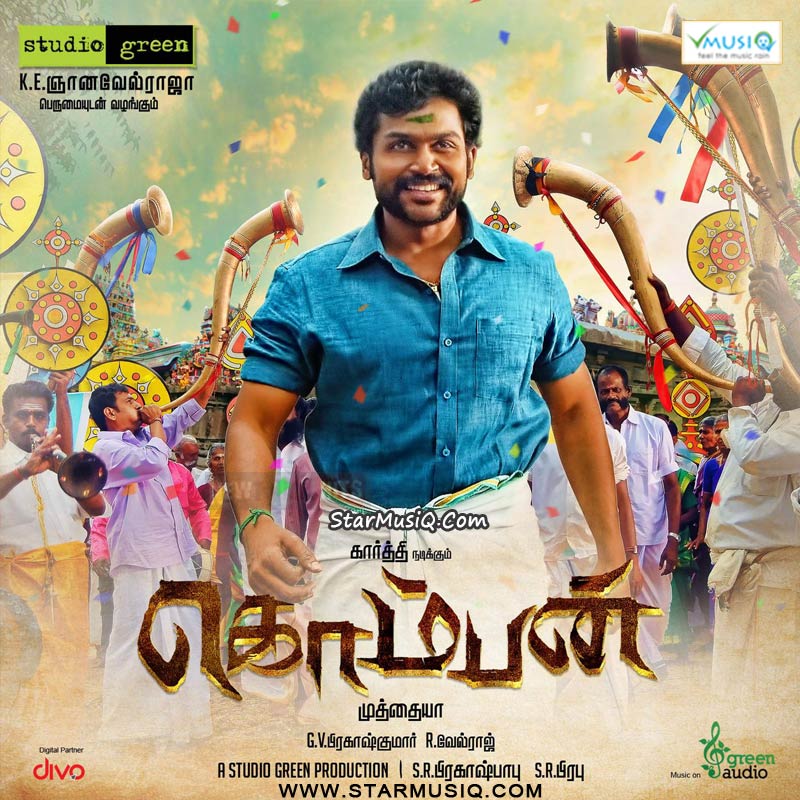 studio green
K.E.ஞானவேல்ராஜா
பெருமையுடன் வழங்கும்
VMUSIQ
feel the music rain
StarMusiQ.Com
கார்த்தி நடிக்கும்
கொம்பன்
முத்தையா
G.V.பிரகாஷ்குமார் R.வேல்ராஜ்
A STUDIO GREEN PRODUCTION | S.R.பிரகாஷ்பாபு S.R.பிரபு
Digital Partner
divo
Music on
green audio
WWW.STARMUSIQ.COM